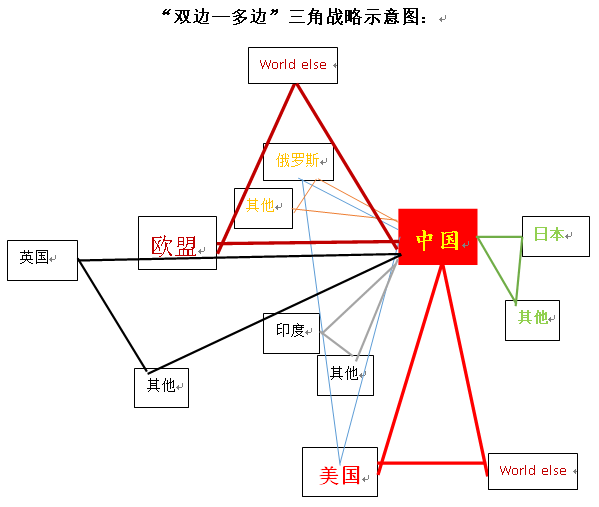 “双边—多边”三角战略示意图：
World else
俄罗斯
其他
欧盟
中国
日本
英国
其他
印度
其他
其他
美国
World else